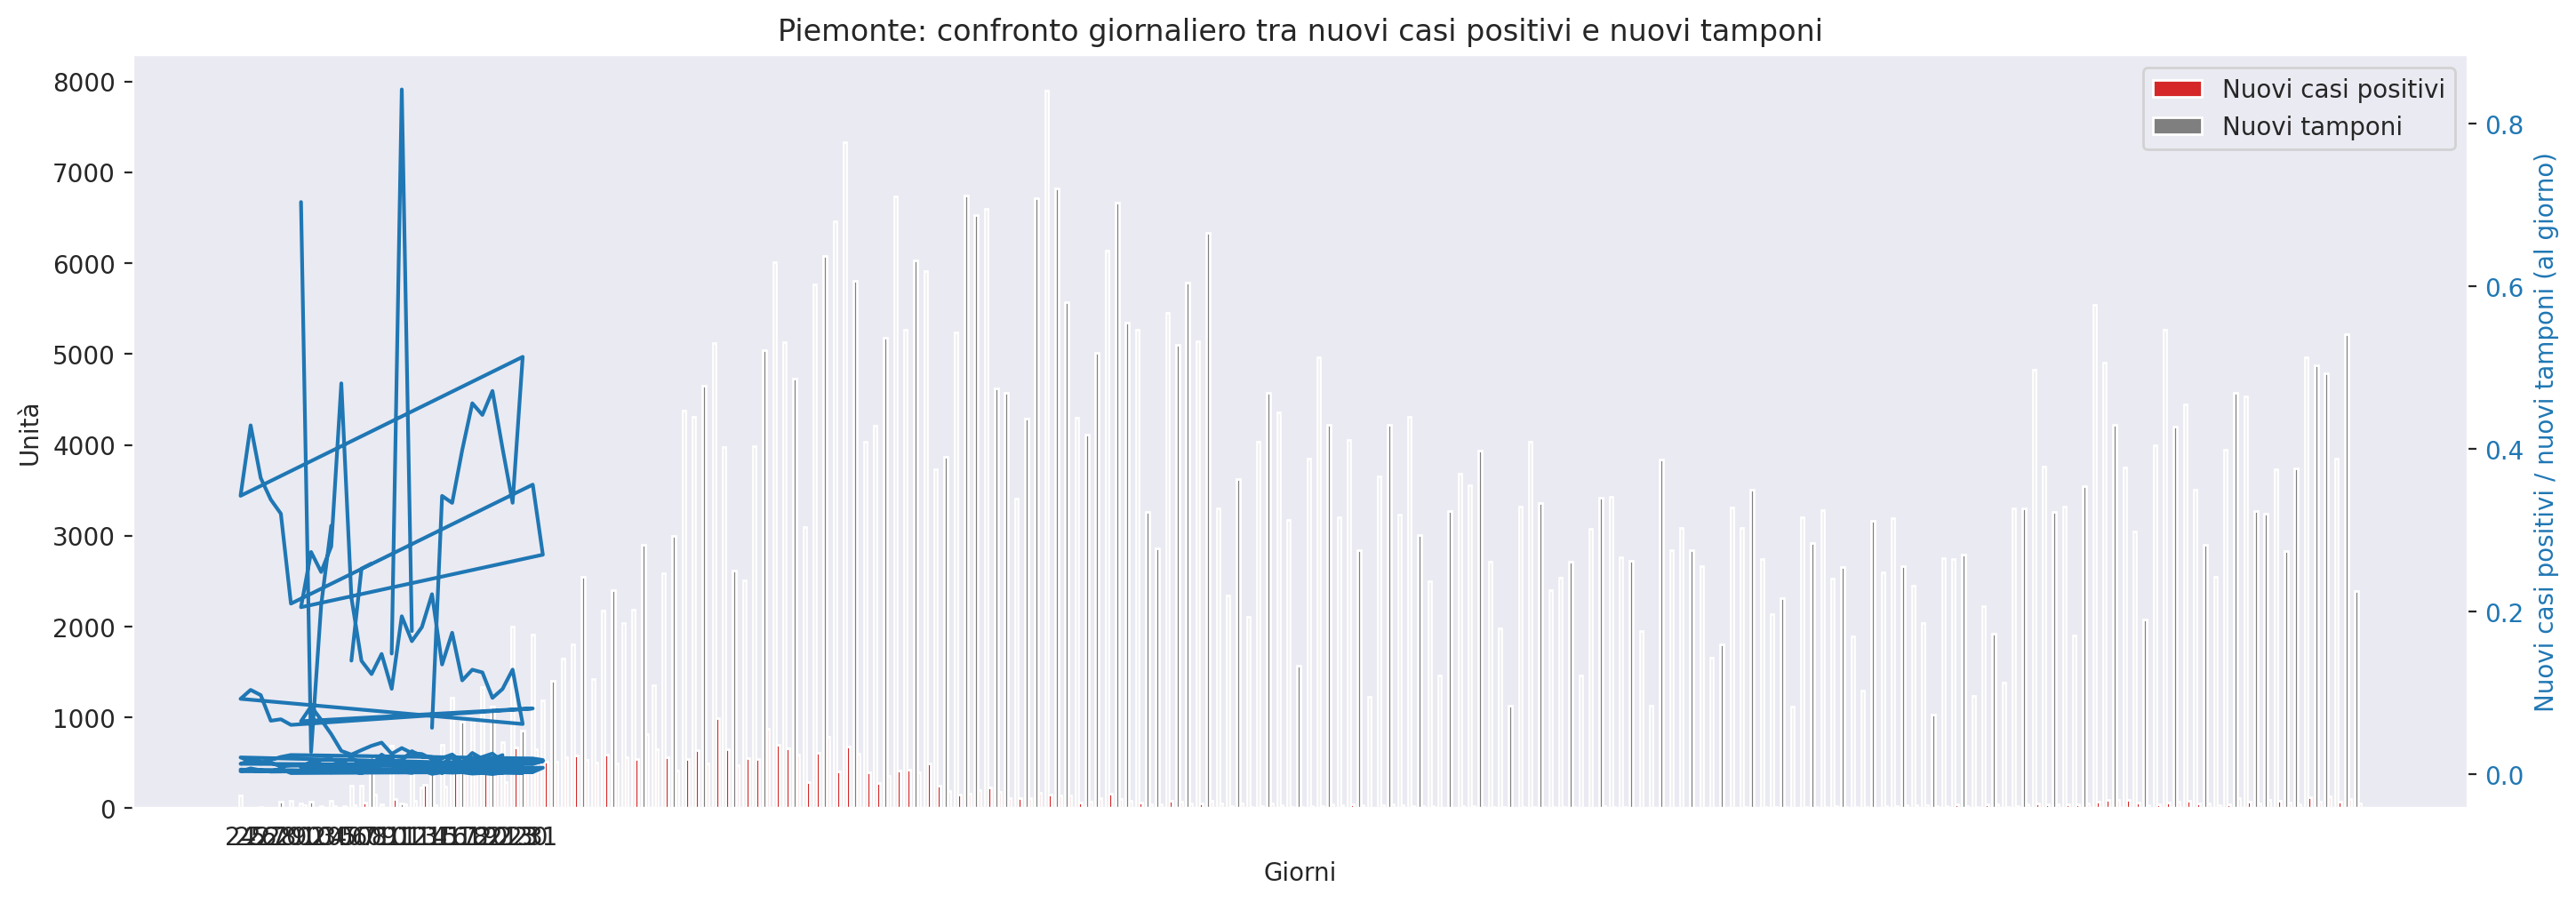 Piemonte: confronto giornaliero tra nuovi casi positivi e nuovi tamponi
Nuovi casi positivi
Nuovi tamponi
Unità
8000
7000
6000
5000
4000
3000
2000
1000
0
0.8
0.6
0.4
0.2
0.0
Nuovi casi positivi / nuovi tamponi (al giorno)
Giorni